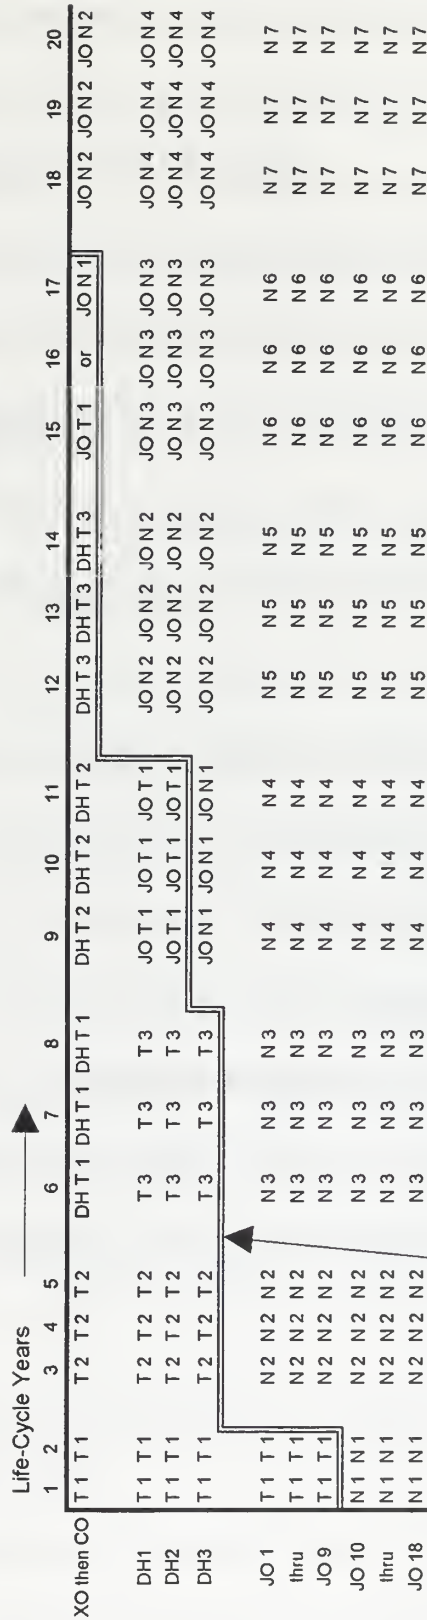 Life-Cycle Years
1 2 3 4 5 6 7 8 9 10 11 12 13 14 15 16 17 18 19 20
XO then CO T1 T1 T2 T2 T2 DHT1 DHT1 DHT1 DHT2 DHT2 DHT2 DHT3 DHT3 DHT3 JOT1 or JON1 JON2 JON2 JON2
DH1 T1 T1 T2 T2 T2 T3 T3 T3 JOT1 JOT1 JOT1 JON2 JON2 JON2 JON3 JON3 JON3 JON4 JON4 JON4
DH2 T1 T1 T2 T2 T2 T3 T3 T3 JOT1 JOT1 JOT1 JON2 JON2 JON2 JON3 JON3 JON3 JON4 JON4 JON4
DH3 T1 T1 T2 T2 T2 T3 T3 T3 JON1 JON1 JON1 JON2 JON2 JON2 JON3 JON3 JON3 JON4 JON4 JON4
JO 1 T1 T1 N2 N2 N2 N3 N3 N3 N4 N4 N4 N5 N5 N5 N6 N6 N6 N7 N7 N7
thru T1 T1 N2 N2 N2 N3 N3 N3 N4 N4 N4 N5 N5 N5 N6 N6 N6 N7 N7 N7
JO 9 T1 T1 N2 N2 N2 N3 N3 N3 N4 N4 N4 N5 N5 N5 N6 N6 N6 N7 N7 N7
JO 10 N1 N1 N2 N2 N2 N3 N3 N3 N4 N4 N4 N5 N5 N5 N6 N6 N6 N7 N7 N7
thru N1 N1 N2 N2 N2 N3 N3 N3 N4 N4 N4 N5 N5 N5 N6 N6 N6 N7 N7 N7
JO 18 N1 N1 N2 N2 N2 N3 N3 N3 N4 N4 N4 N5 N5 N5 N6 N6 N6 N7 N7 N7